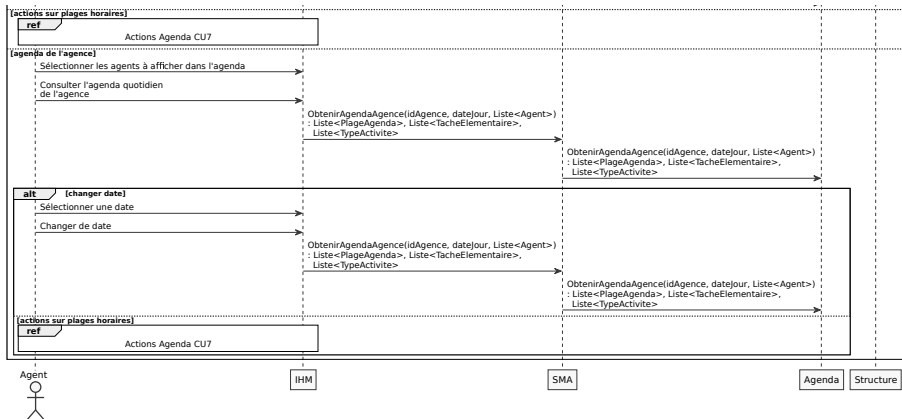 [actions sur plages horaires]
ref
Actions Agenda CU7
[agenda de l'agence]
Sélectionner les agents à afficher dans l'agenda
Consulter l'agenda quotidien
de l'agence
ObtenirAgendaAgence(idAgence, dateJour, Liste<Agent>)
: Liste<PlageAgenda>, Liste<TacheElementaire>,
Liste<TypeActivite>
ObtenirAgendaAgence(idAgence, dateJour, Liste<Agent>)
: Liste<PlageAgenda>, Liste<TacheElementaire>,
Liste<TypeActivite>
alt [changer date]
Sélectionner une date
Changer de date
ObtenirAgendaAgence(idAgence, dateJour, Liste<Agent>)
: Liste<PlageAgenda>, Liste<TacheElementaire>,
Liste<TypeActivite>
ObtenirAgendaAgence(idAgence, dateJour, Liste<Agent>)
: Liste<PlageAgenda>, Liste<TacheElementaire>,
Liste<TypeActivite>
[actions sur plages horaires]
ref
Actions Agenda CU7
Agent IHM SMA Agenda Structure